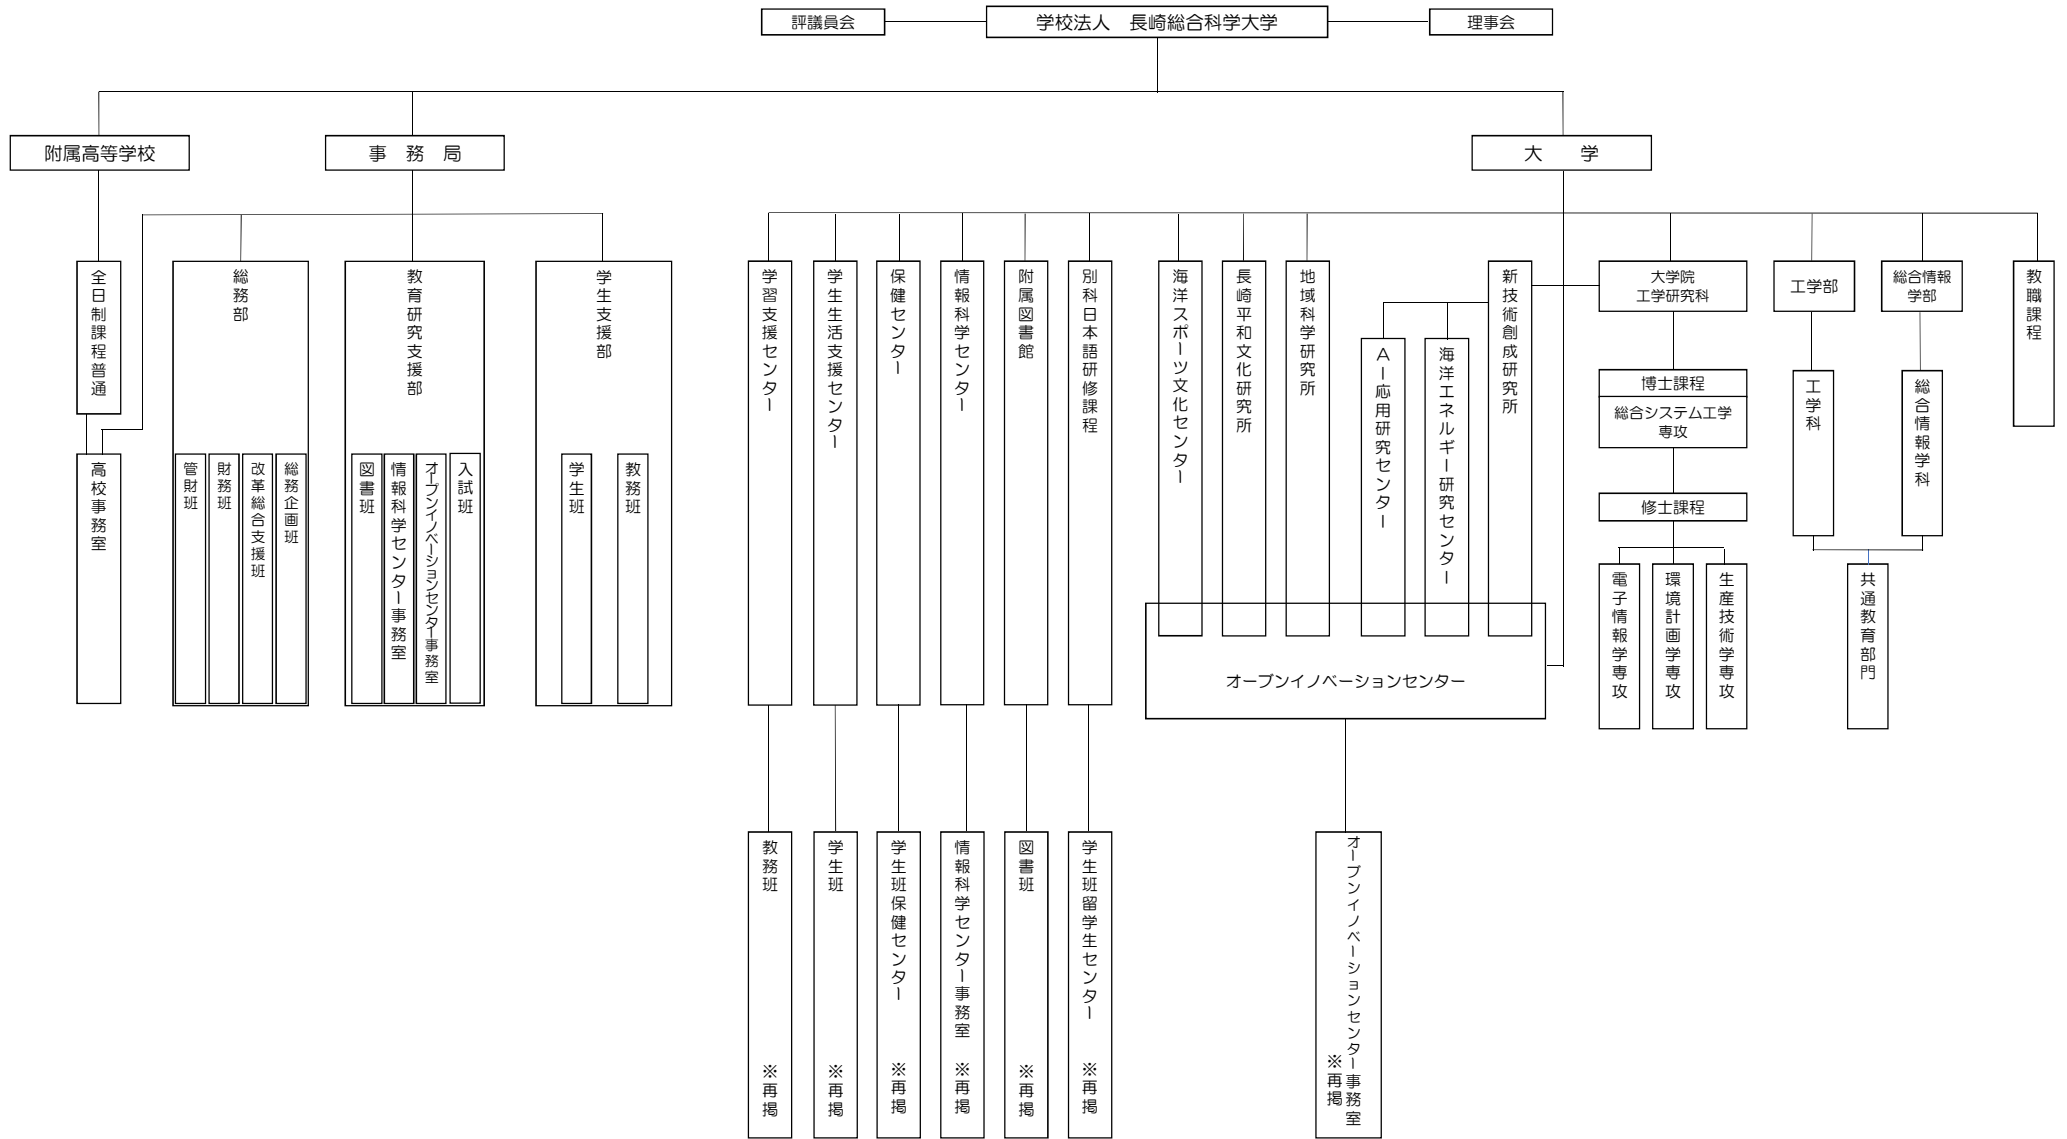 評議員会
学校法人　長崎総合科学大学
理事会
附属高等学校
事　務　局
大　　学
全日制課程普通
総務部
教育研究支援部
学生支援部
学習支援センター
学生生活支援センター
保健センター
情報科学センター
附属図書館
別科日本語研修課程
海洋スポーツ文化センター
長崎平和文化研究所
地域科学研究所
新技術創成研究所
大学院
工学研究科
工学部
総合情報
学部
教職課程
AI応用研究センター
海洋エネルギー研究センター
博士課程
総合システム工学
専攻
工学科
総合情報学科
高校事務室
管財班
財務班
改革総合支援班
総務企画班
図書班
情報科学センター事務室
オープンイノベーションセンター事務室
入試班
学生班
教務班
修士課程
電子情報学専攻
環境計画学専攻
生産技術学専攻
共通教育部門
オープンイノベーションセンター
教務班　※再掲
学生班　※再掲
学生班保健センター　※再掲
情報科学センター事務室　※再掲
図書班　※再掲
学生班留学生センター　※再掲
オープンイノベーションセンター事務室
※再掲